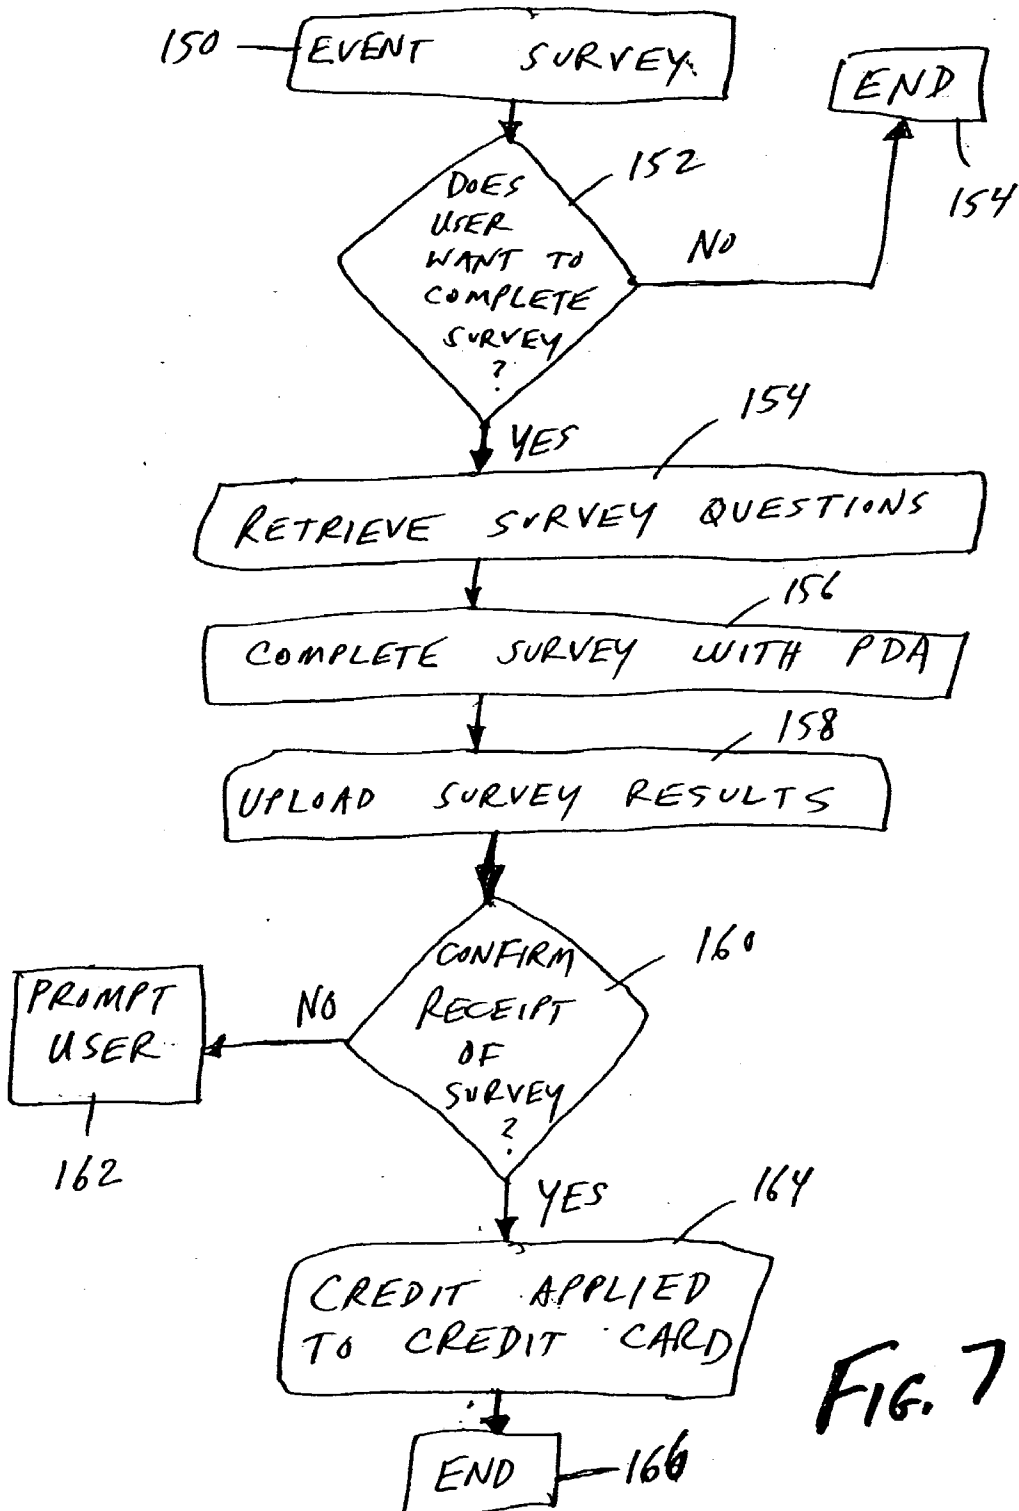 150
EVENT SURVEY
END
154
152
DOES
USER
WANT TO
COMPLETE
SURVEY
?
NO
YES
154
RETRIEVE SURVEY QUESTIONS
156
COMPLETE SURVEY WITH PDA
158
UPLOAD SURVEY RESULTS
160
CONFIRM
RECEIPT
OF
SURVEY
?
NO
PROMPT
USER
162
YES
164
CREDIT APPLIED
TO CREDIT CARD
END
166
FIG. 7